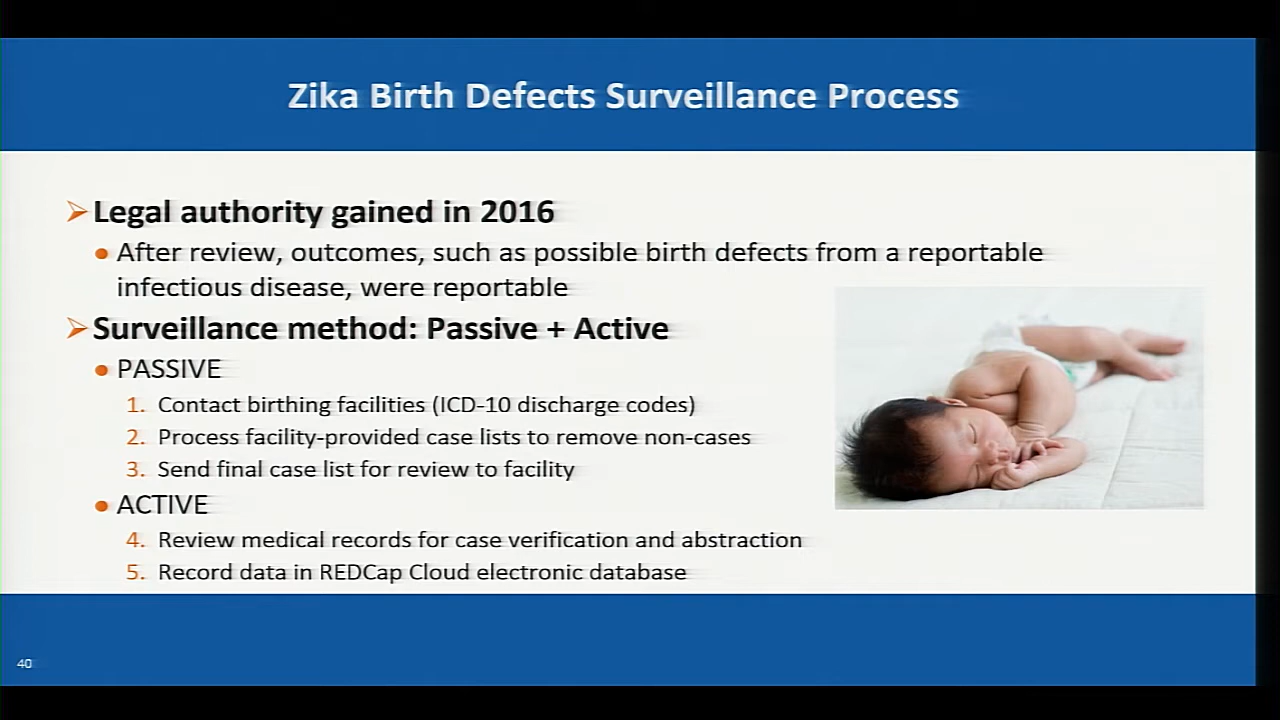 Zika Birth Defects Surveillance Process
Legal authority gained in 2016
After review, outcomes, such as possible birth defects from a reportable
infectious disease, were reportable
Surveillance method: Passive + Active
PASSIVE
1. Contact birthing facilities (ICD-10 discharge codes)
2. Process facility-provided case lists to remove non-cases
3. Send final case list for review to facility
ACTIVE
4. Review medical records for case verification and abstraction
5. Record data in REDCap Cloud electronic database
40